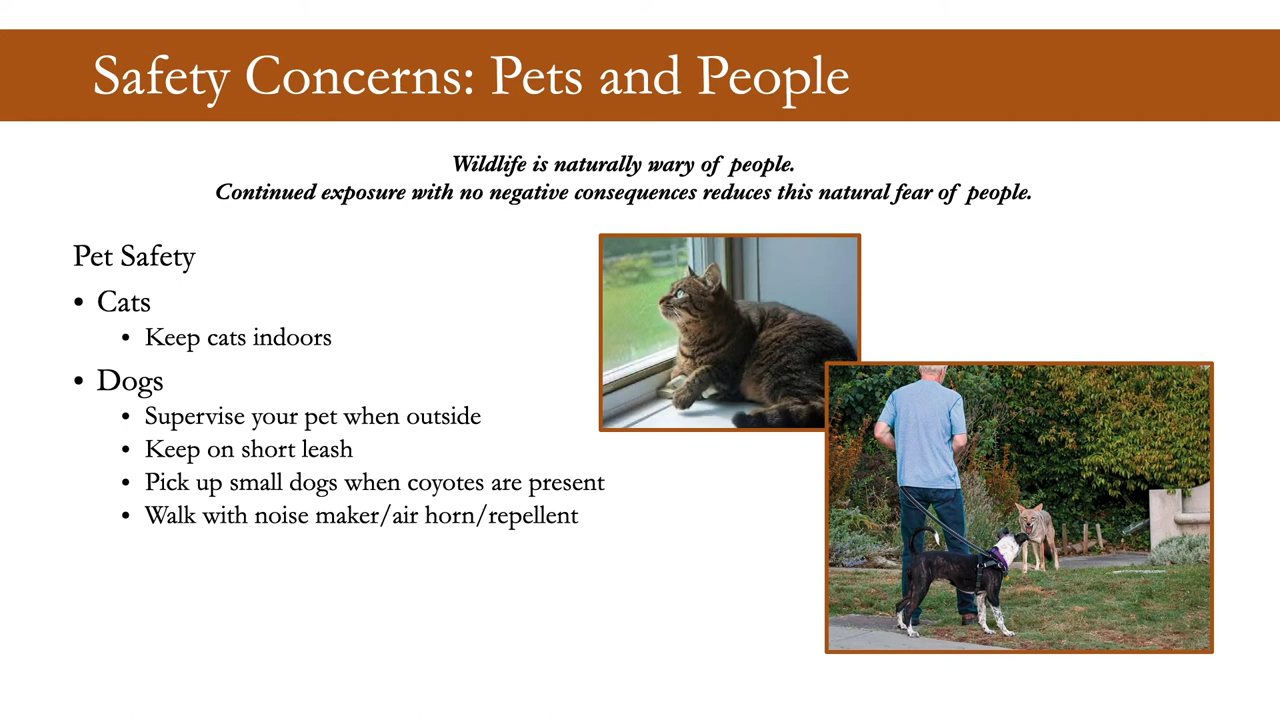 Safety Concerns: Pets and People
Wildlife is naturally wary of people.
Continued exposure with no negative consequences reduces this natural fear of people.
Pet Safety
• Cats
• Keep cats indoors
• Dogs
• Supervise your pet when outside
• Keep on short leash
• Pick up small dogs when coyotes are present
• Walk with noise maker/air horn/repellent